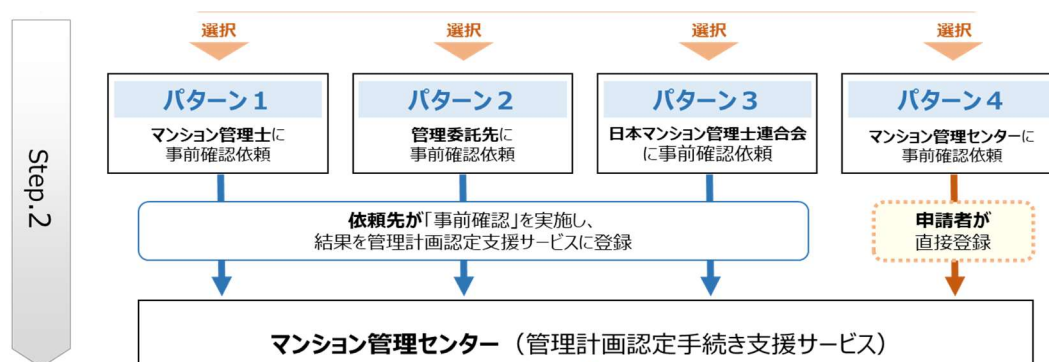 選択
選択
選択
選択
Step.2
パターン１
マンション管理士に
事前確認依頼
パターン２
管理委託先に
事前確認依頼
パターン３
日本マンション管理士連合会
に事前確認依頼
パターン４
マンション管理センターに
事前確認依頼
依頼先が「事前確認」を実施し、
結果を管理計画認定支援サービスに登録
申請者が
直接登録
マンション管理センター（管理計画認定手続き支援サービス）